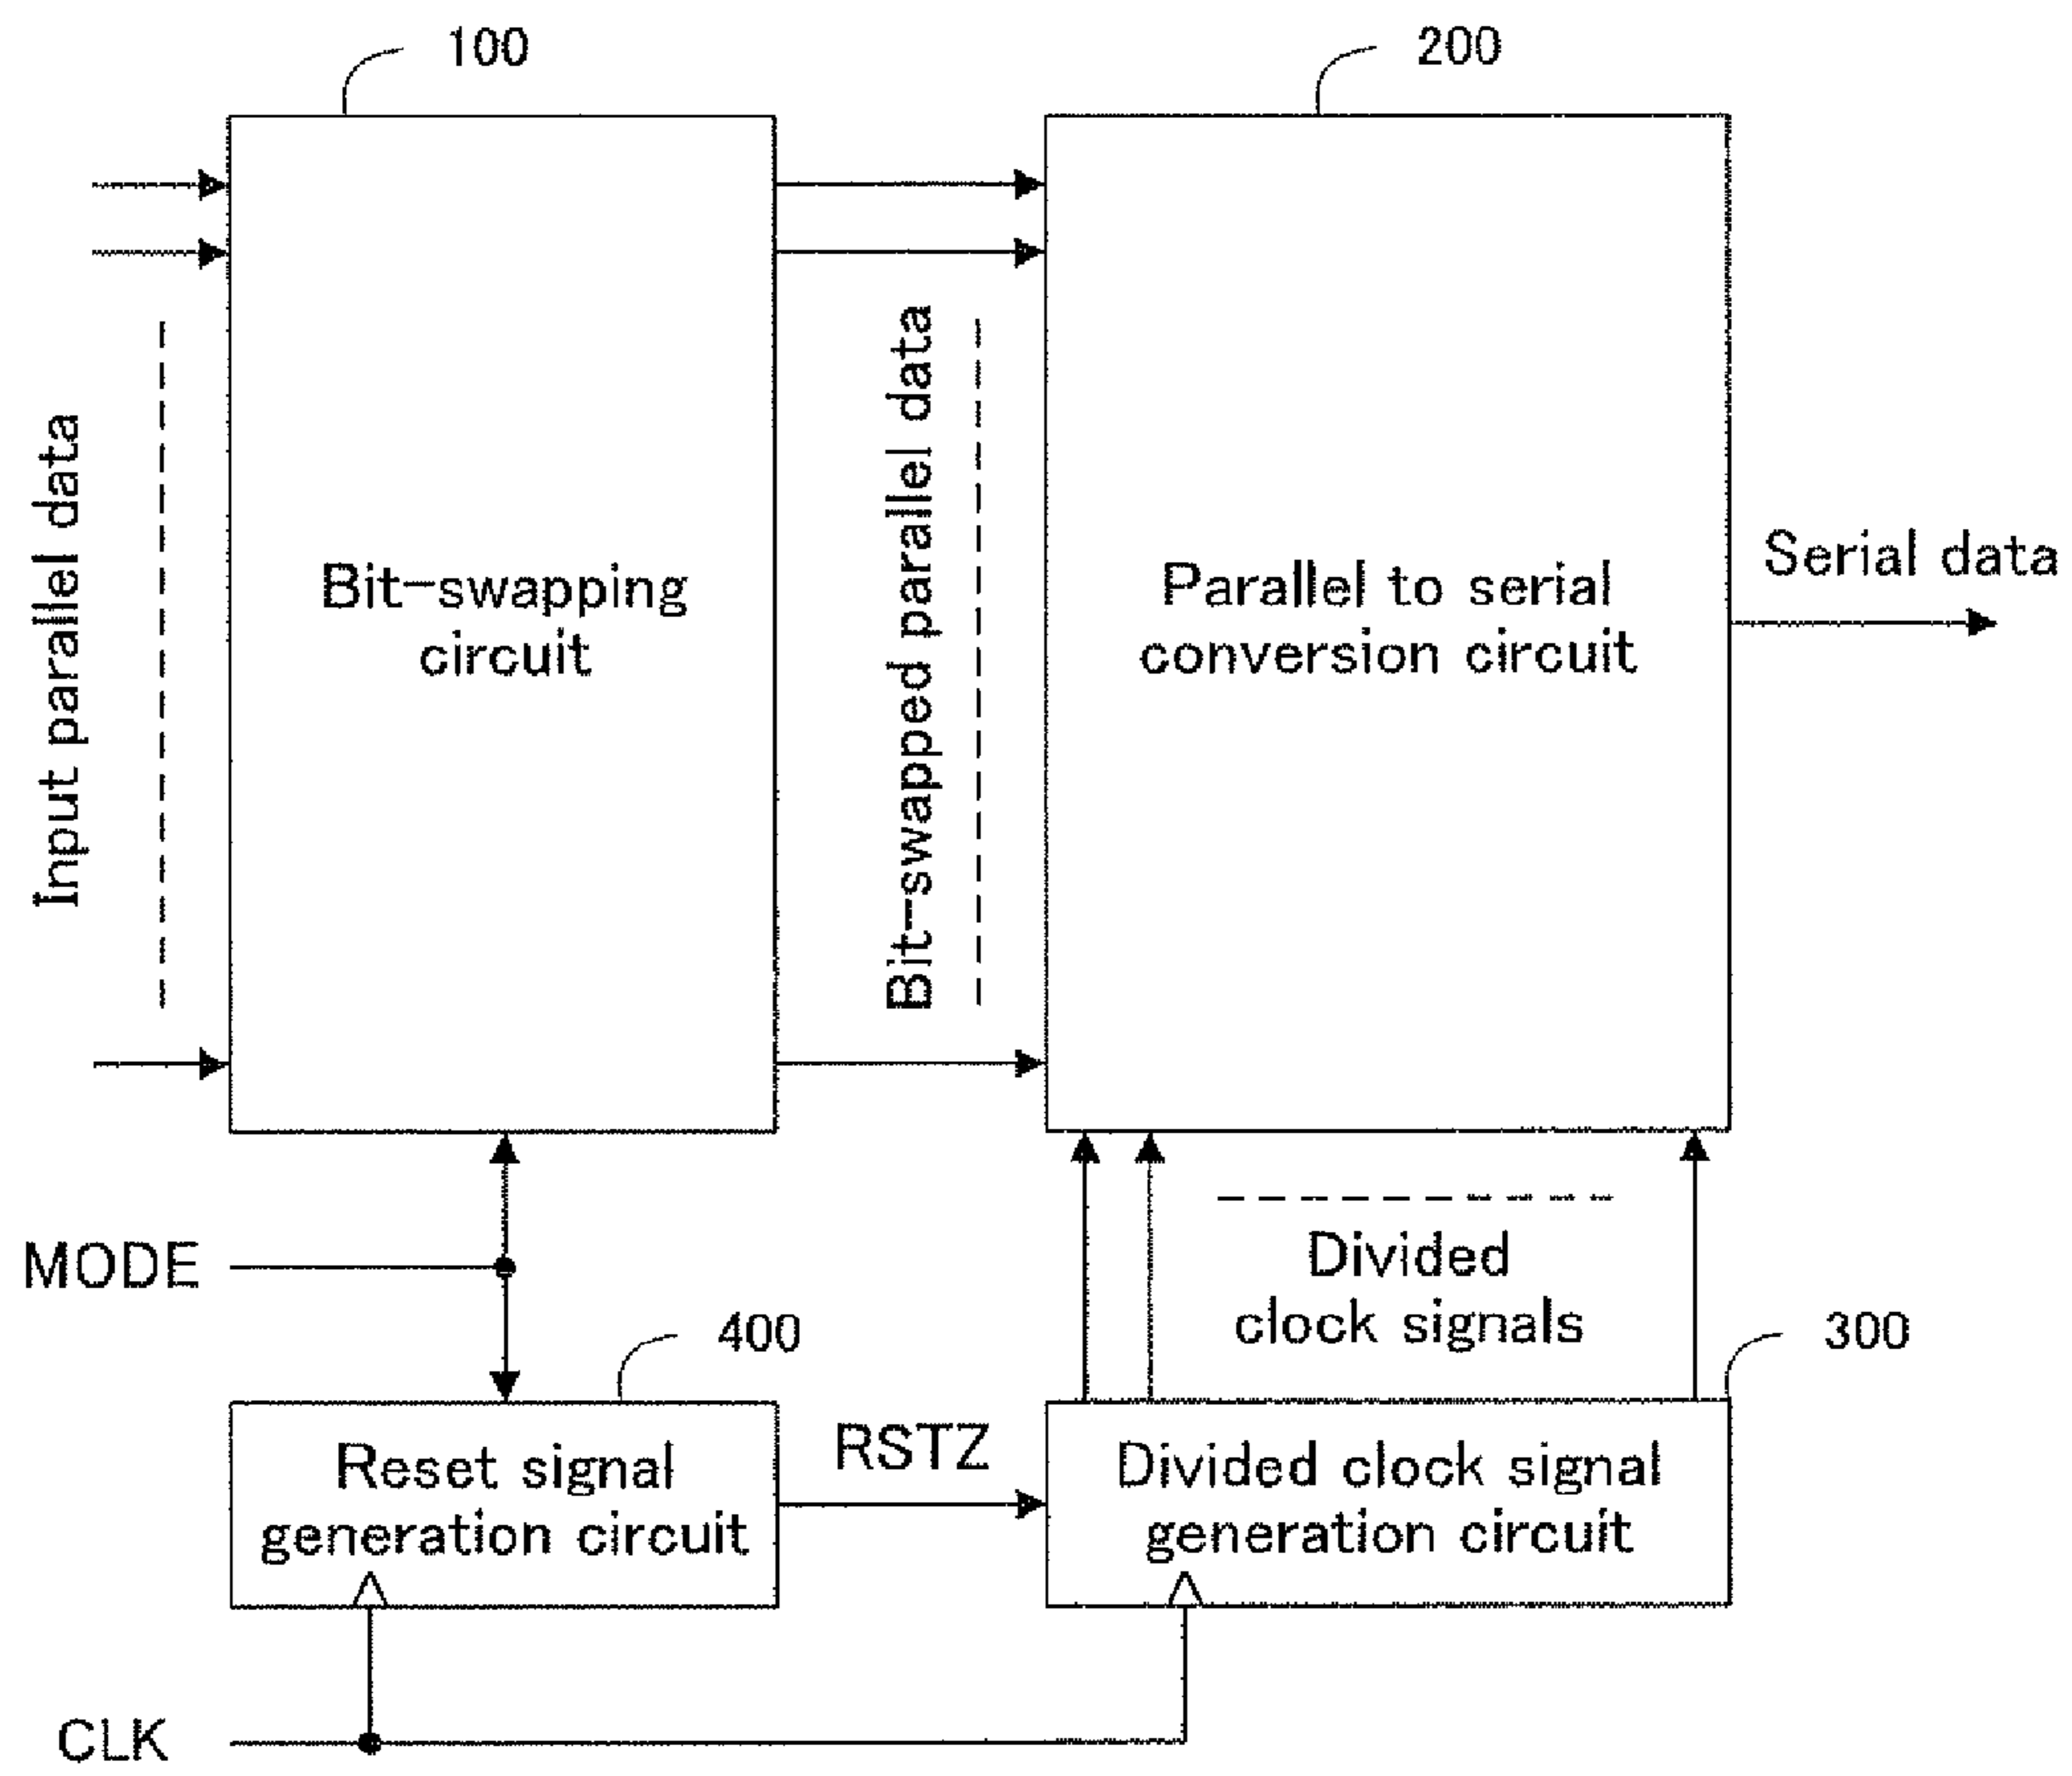 100
200
Input parallel data
Bit-swapping
circuit
Bit-swapped parallel data
Parallel to serial
conversion circuit
Serial data
MODE
Divided
clock signals
400
300
Reset signal
generation circuit
RSTZ
Divided clock signal
generation circuit
CLK